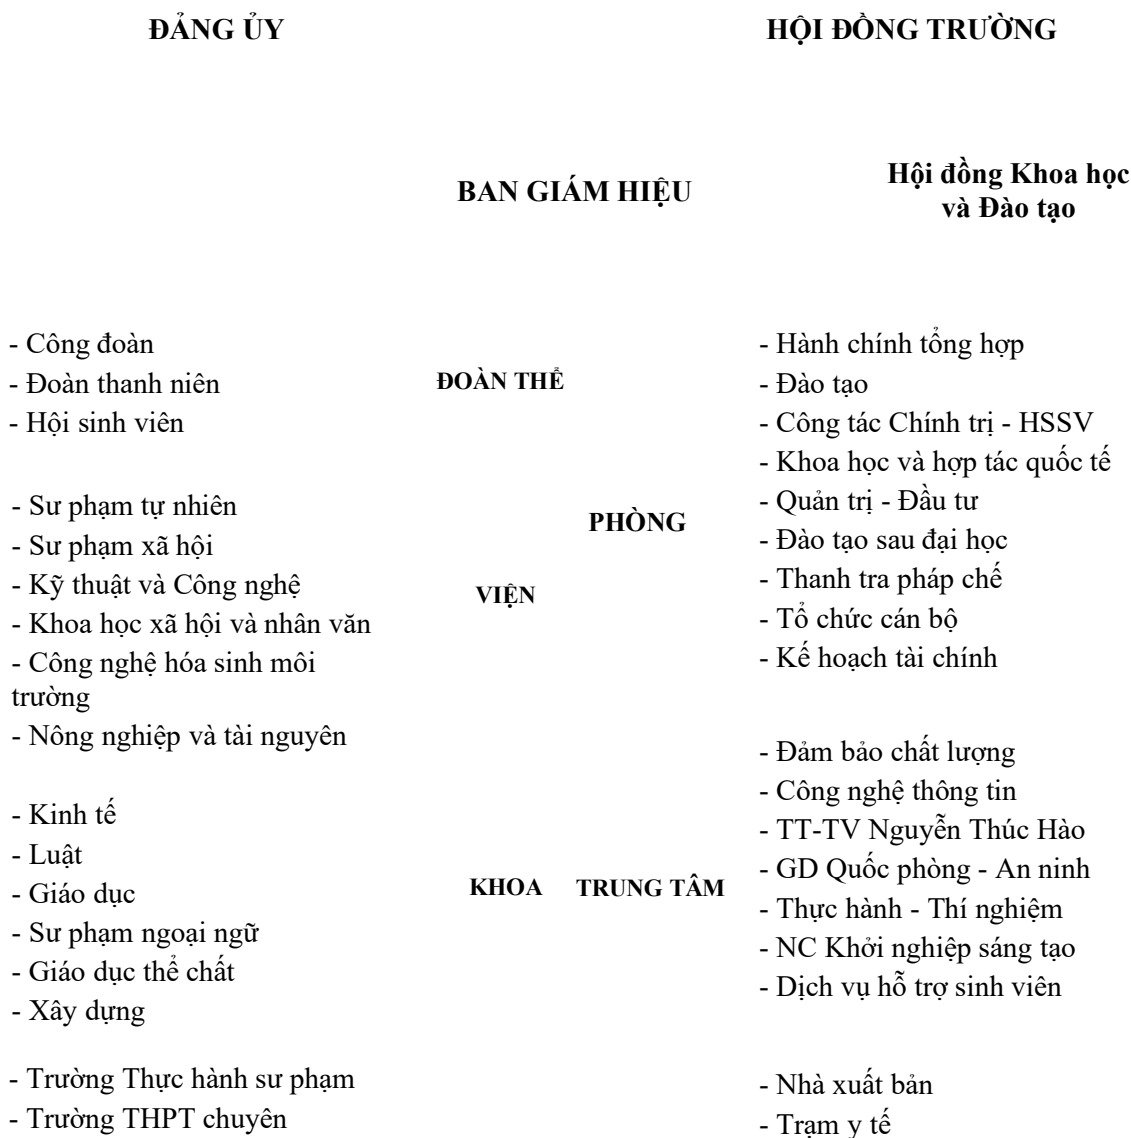 ĐẢNG ỦY
HỘI ĐỒNG TRƯỜNG
BAN GIÁM HIỆU
Hội đồng Khoa học
và Đào tạo
- Công đoàn
- Đoàn thanh niên
- Hội sinh viên
ĐOÀN THỂ
- Sư phạm tự nhiên
- Sư phạm xã hội
- Kỹ thuật và Công nghệ
- Khoa học xã hội và nhân văn
- Công nghệ hóa sinh môi
trường
- Nông nghiệp và tài nguyên
VIỆN
- Kinh tế
- Luật
- Giáo dục
- Sư phạm ngoại ngữ
- Giáo dục thể chất
- Xây dựng
KHOA
- Trường Thực hành sư phạm
- Trường THPT chuyên
PHÒNG
- Hành chính tổng hợp
- Đào tạo
- Công tác Chính trị - HSSV
- Khoa học và hợp tác quốc tế
- Quản trị - Đầu tư
- Đào tạo sau đại học
- Thanh tra pháp chế
- Tổ chức cán bộ
- Kế hoạch tài chính
TRUNG TÂM
- Đảm bảo chất lượng
- Công nghệ thông tin
- TT-TV Nguyễn Thúc Hào
- GD Quốc phòng - An ninh
- Thực hành - Thí nghiệm
- NC Khởi nghiệp sáng tạo
- Dịch vụ hỗ trợ sinh viên
- Nhà xuất bản
- Trạm y tế